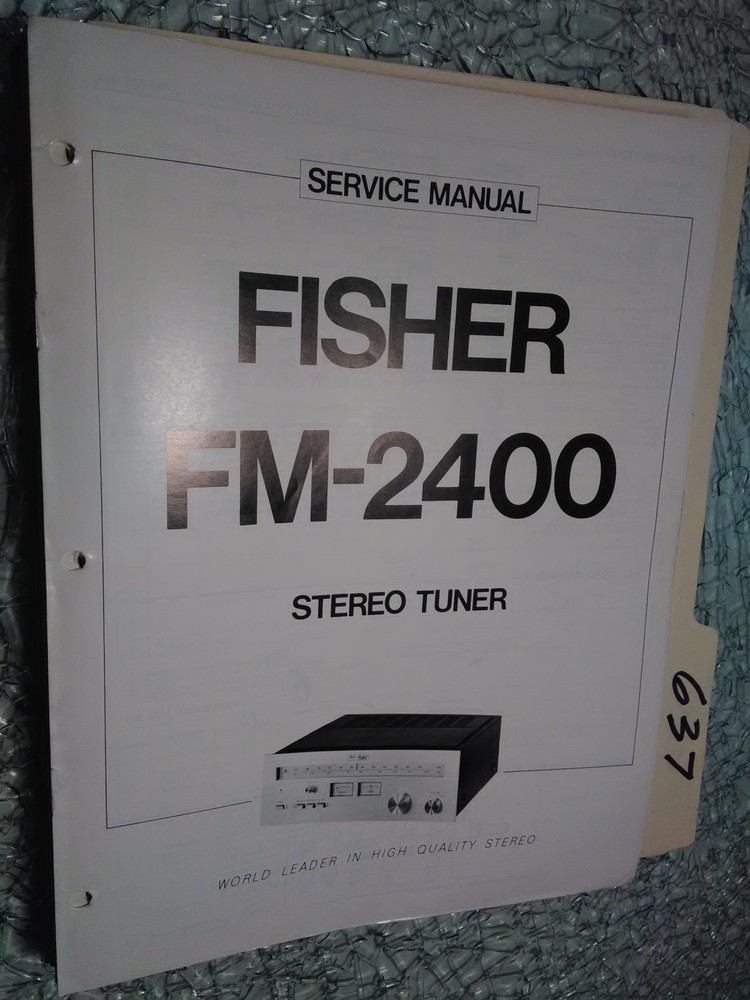 SERVICE MANUAL
FISHER
FM-2400
STEREO TUNER
WORLD LEADER IN HIGH QUALITY STEREO
637